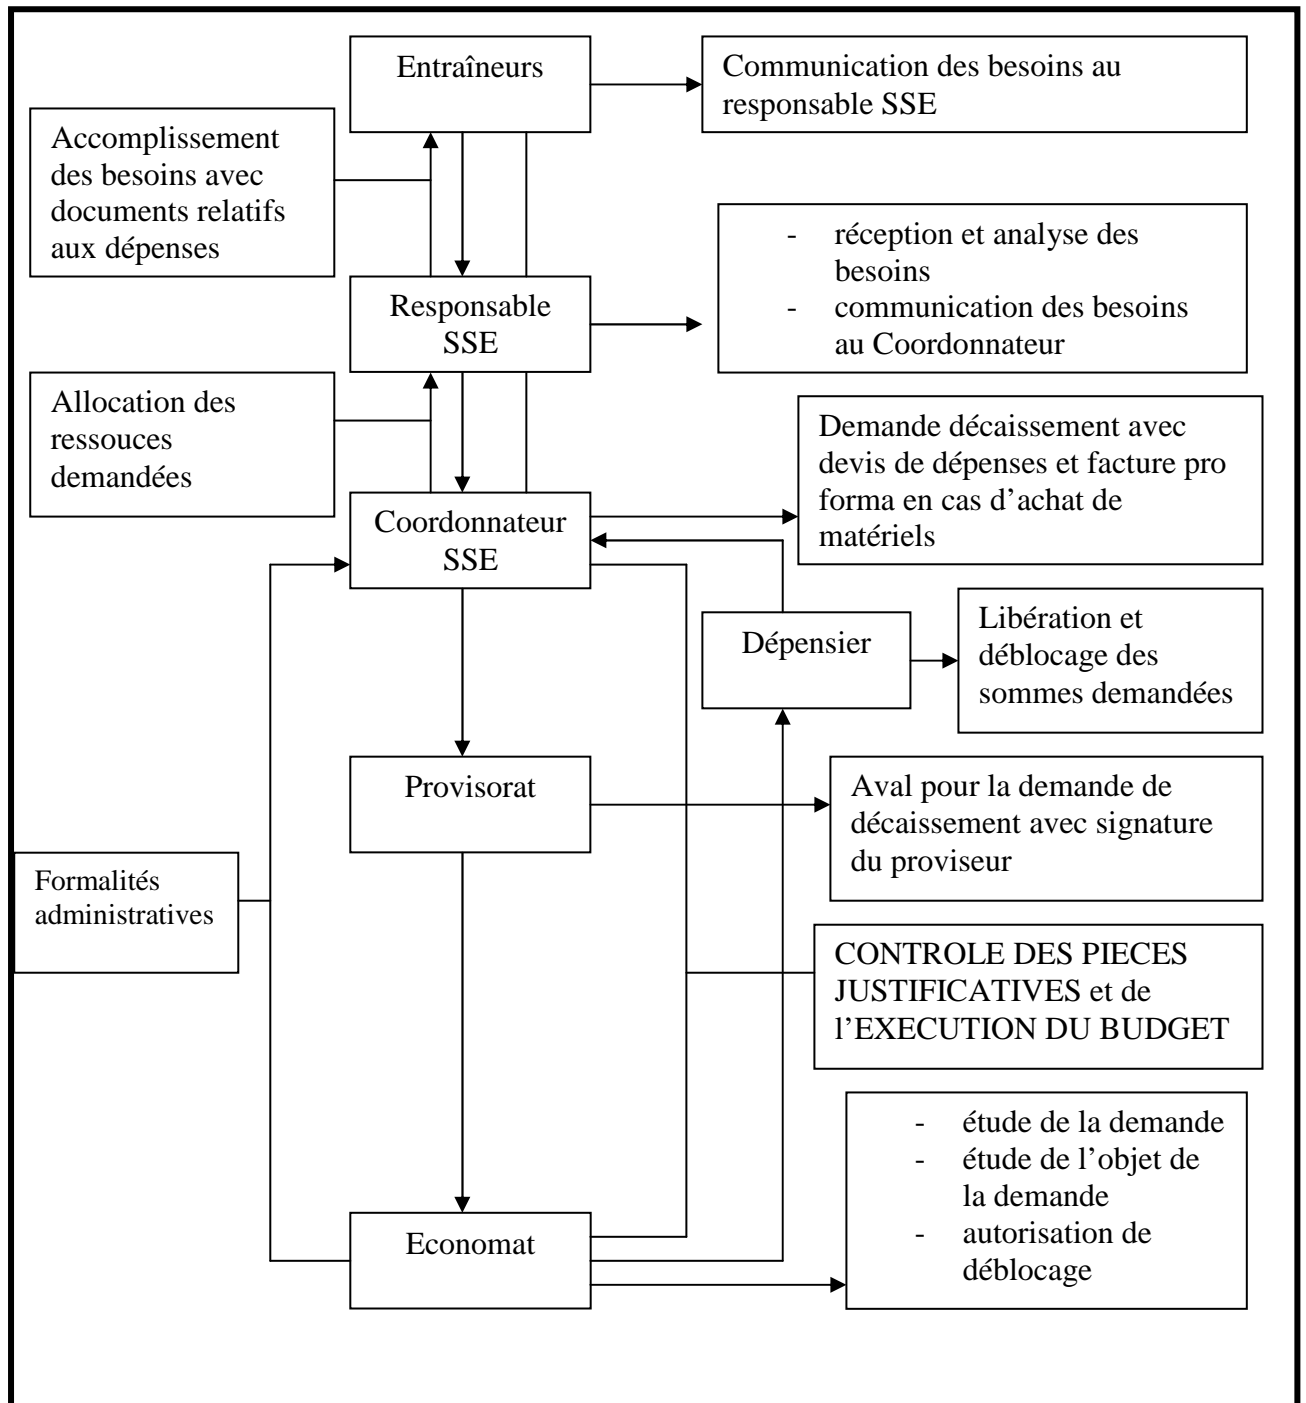 Entraîneurs
Communication des besoins au
responsable SSE
Accomplissement
des besoins avec
documents relatifs
aux dépenses
- réception et analyse des
besoins
- communication des besoins
au Coordonnateur
Responsable
SSE
Allocation des
ressouces
demandées
Demande décaissement avec
devis de dépenses et facture pro
forma en cas d’achat de
matériels
Coordonnateur
SSE
Dépensier
Libération et
déblocage des
sommes demandées
Provisorat
Aval pour la demande de
décaissement avec signature
du proviseur
Formalités
administratives
CONTROLE DES PIECES
JUSTIFICATIVES et de
l’EXECUTION DU BUDGET
- étude de la demande
- étude de l’objet de
la demande
- autorisation de
déblocage
Economat